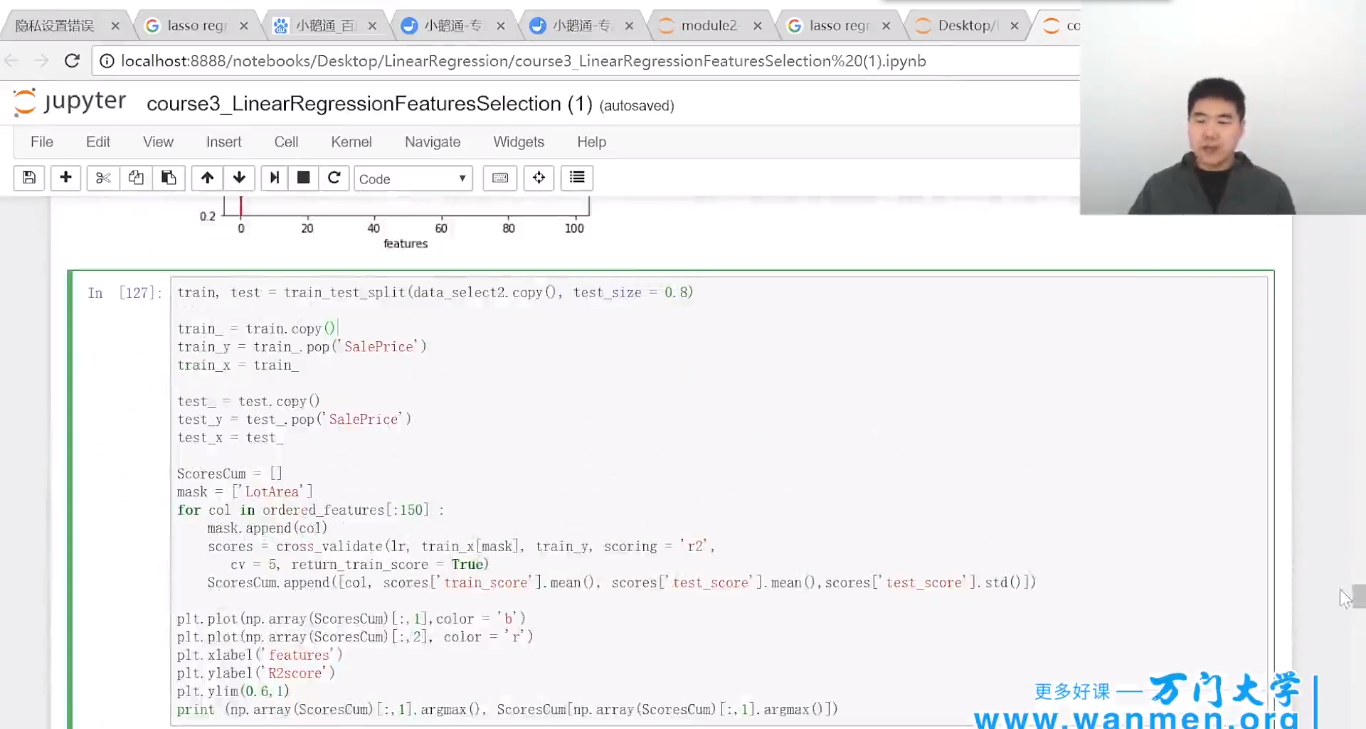 隐私设置错误 lasso reg 小鹅通_百 小鹅通-专 小鹅通-专 module2- lasso reg Desktop/l co
localhost:8888/notebooks/Desktop/LinearRegression/course3_LinearRegressionFeaturesSelection%20(1).ipynb
jupyter course3_LinearRegressionFeaturesSelection (1) (autosaved)
File Edit View Insert Cell Kernel Navigate Widgets Help
Code
0.2
0 20 40 60 80 100
features
In [127]:
train, test = train_test_split(data_select2.copy(), test_size = 0.8)
train_ = train.copy()
train_y = train_.pop('SalePrice')
train_x = train_
test_ = test.copy()
test_y = test_.pop('SalePrice')
test_x = test_
ScoresCum = []
mask = ['LotArea']
for col in ordered_features[:150] :
mask.append(col)
scores = cross_validate(lr, train_x[mask], train_y, scoring = 'r2',
cv = 5, return_train_score = True)
ScoresCum.append([col, scores['train_score'].mean(), scores['test_score'].mean(),scores['test_score'].std()])
plt.plot(np.array(ScoresCum)[:,1],color = 'b')
plt.plot(np.array(ScoresCum)[:,2], color = 'r')
plt.xlabel('features')
plt.ylabel('R2score')
plt.ylim(0.6,1)
print (np.array(ScoresCum)[:,1].argmax(), ScoresCum[np.array(ScoresCum)[:,1].argmax()])
更多好课 — 万门大学
www.wanmen.org